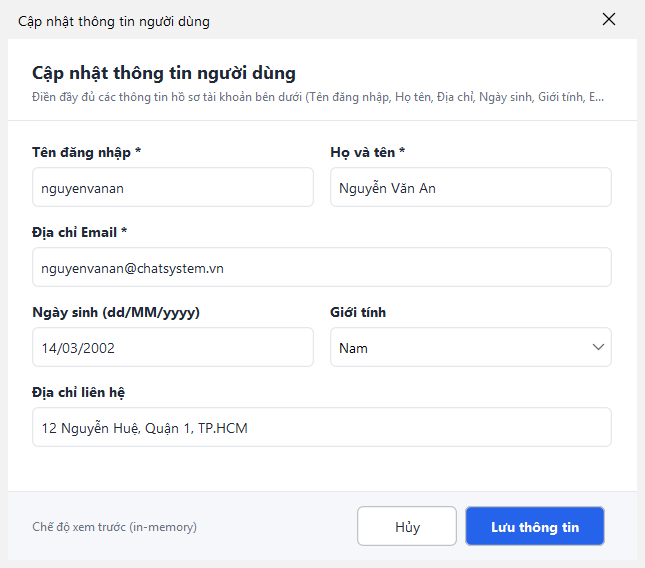 Cập nhật thông tin người dùng
Cập nhật thông tin người dùng
Điền đầy đủ các thông tin hồ sơ tài khoản bên dưới (Tên đăng nhập, Họ tên, Địa chỉ, Ngày sinh, Giới tính, E...
Tên đăng nhập * Họ và tên *
nguyenvanan Nguyễn Văn An
Địa chỉ Email *
nguyenvanan@chatsystem.vn
Ngày sinh (dd/MM/yyyy) Giới tính
14/03/2002 Nam
Địa chỉ liên hệ
12 Nguyễn Huệ, Quận 1, TP.HCM
Chế độ xem trước (in-memory) Hủy Lưu thông tin